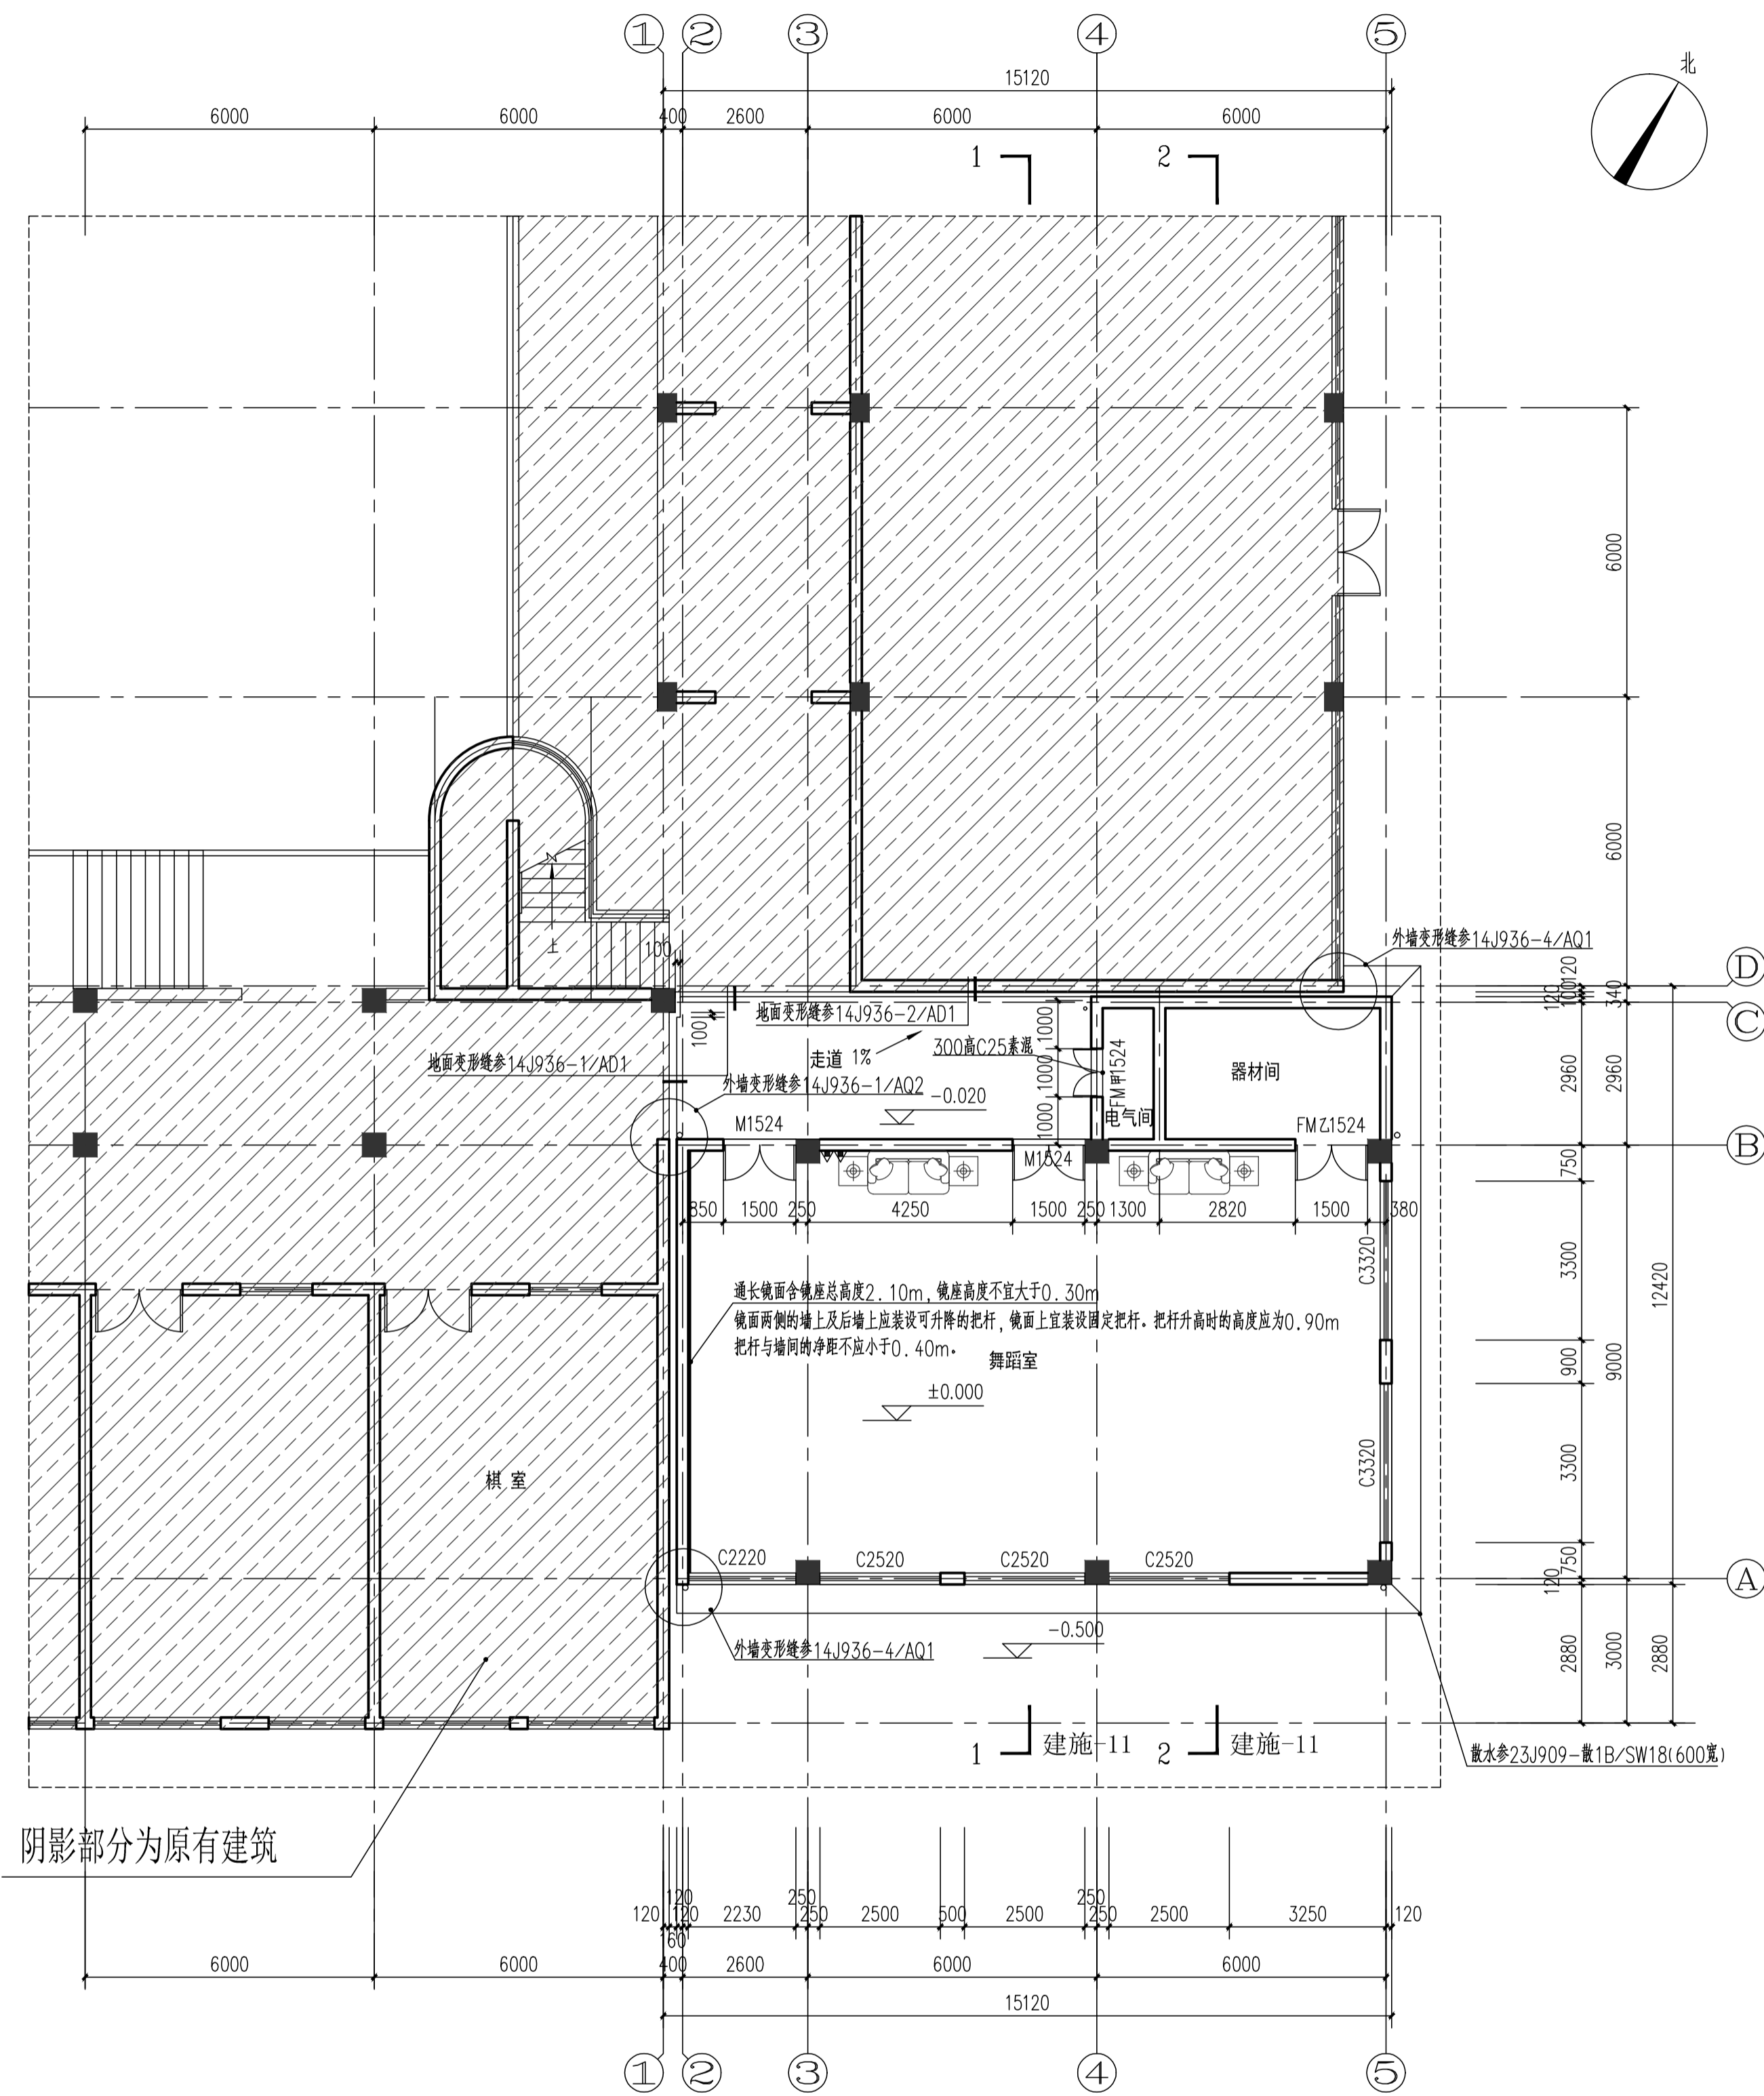 ① ② ③ ④ ⑤
北
15120
6000 6000 400 2600 6000 6000
1 2
6000
6000
外墙变形缝参14J936-4/AQ1
D
100
120
100
120
340
C
地面变形缝参14J936-2/AD1
100
1000
走道 1%
300高C25素混
地面变形缝参14J936-1/AD1
外墙变形缝参14J936-1/AQ2
1000
FM甲1524
器材间
2960 2960
-0.020
M1524
电气间
FM乙1524
1000
B
M1524
750
850 1500 250 4250 1500 250 1300 2820 1500 380
C3320
3300
12420
通长镜面含镜座总高度2.10m,镜座高度不宜大于0.30m
镜面两侧的墙上及后墙上应装设可升降的把杆,镜面上宜装设固定把杆。把杆升高时的高度应为0.90m
把杆与墙间的净距不应小于0.40m。
舞蹈室
900
9000
±0.000
C3320
3300
棋 室
上
C2220 C2520 C2520 C2520
750
120
A
-0.500
外墙变形缝参14J936-4/AQ1
2880 3000 2880
1 建施-11 2 建施-11
散水参23J909-散1B/SW18(600宽)
阴影部分为原有建筑
120 250 250
120 120 2230 250 2500 500 2500 250 2500 3250 120
160
6000 6000 400 2600 6000 6000
15120
① ② ③ ④ ⑤